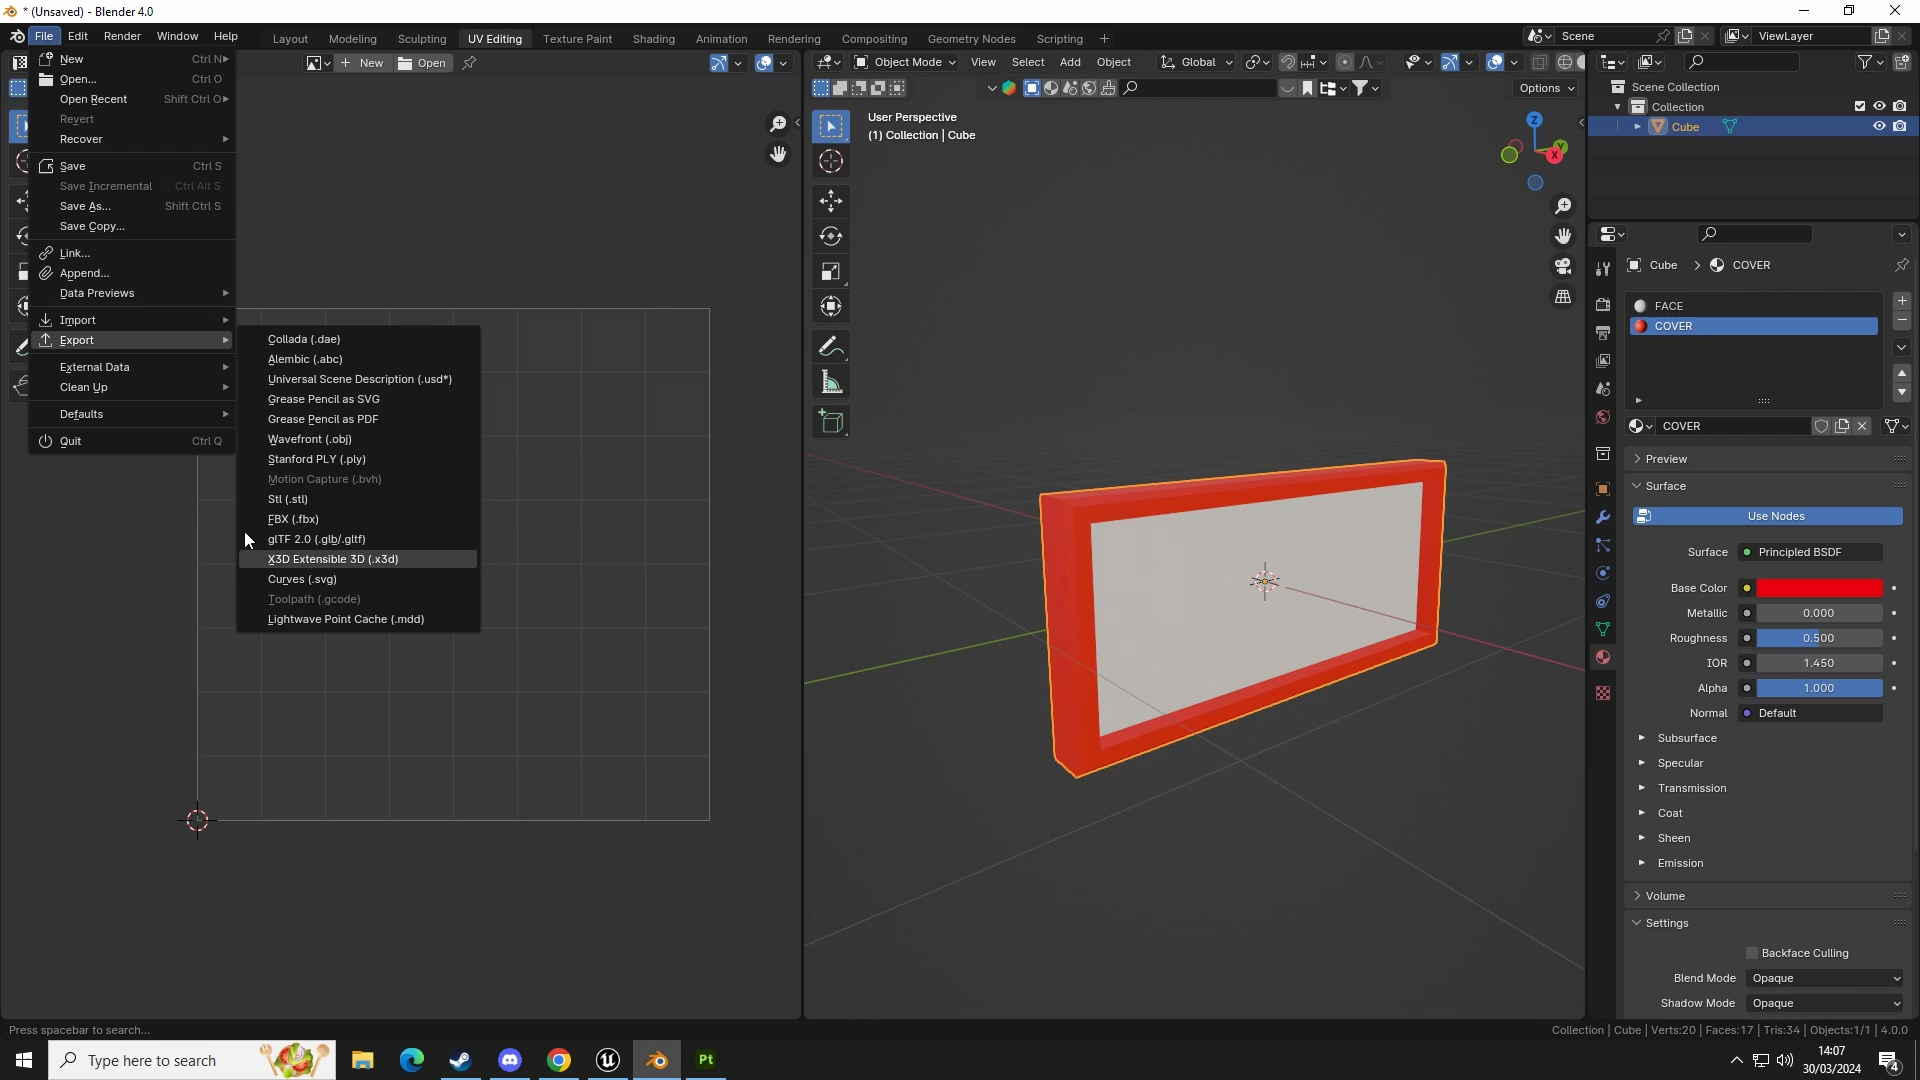 * (Unsaved) - Blender 4.0
File Edit Render Window Help
Layout Modeling Sculpting UV Editing Texture Paint Shading Animation Rendering Compositing Geometry Nodes Scripting +
Scene
ViewLayer
New Ctrl N
Open... Ctrl O
Open Recent Shift Ctrl O
Revert
Recover
Save Ctrl S
Save Incremental Ctrl Alt S
Save As... Shift Ctrl S
Save Copy...
Link...
Append...
Data Previews
Import
Export
External Data
Clean Up
Defaults
Quit Ctrl Q
Collada (.dae)
Alembic (.abc)
Universal Scene Description (.usd*)
Grease Pencil as SVG
Grease Pencil as PDF
Wavefront (.obj)
Stanford PLY (.ply)
Motion Capture (.bvh)
Stl (.stl)
FBX (.fbx)
glTF 2.0 (.glb/.gltf)
X3D Extensible 3D (.x3d)
Curves (.svg)
Toolpath (.gcode)
Lightwave Point Cache (.mdd)
+ New Open
Object Mode View Select Add Object Global
Options
User Perspective
(1) Collection | Cube
Z
Y
X
Scene Collection
Collection
Cube
Cube > COVER
FACE
COVER
COVER
Preview
Surface
Use Nodes
Surface Principled BSDF
Base Color
Metallic 0.000
Roughness 0.500
IOR 1.450
Alpha 1.000
Normal Default
Subsurface
Specular
Transmission
Coat
Sheen
Emission
Volume
Settings
Backface Culling
Blend Mode Opaque
Shadow Mode Opaque
Press spacebar to search...
Collection | Cube | Verts:20 | Faces:17 | Tris:34 | Objects:1/1 | 4.0.0
Type here to search
Pt
14:07
30/03/2024
4